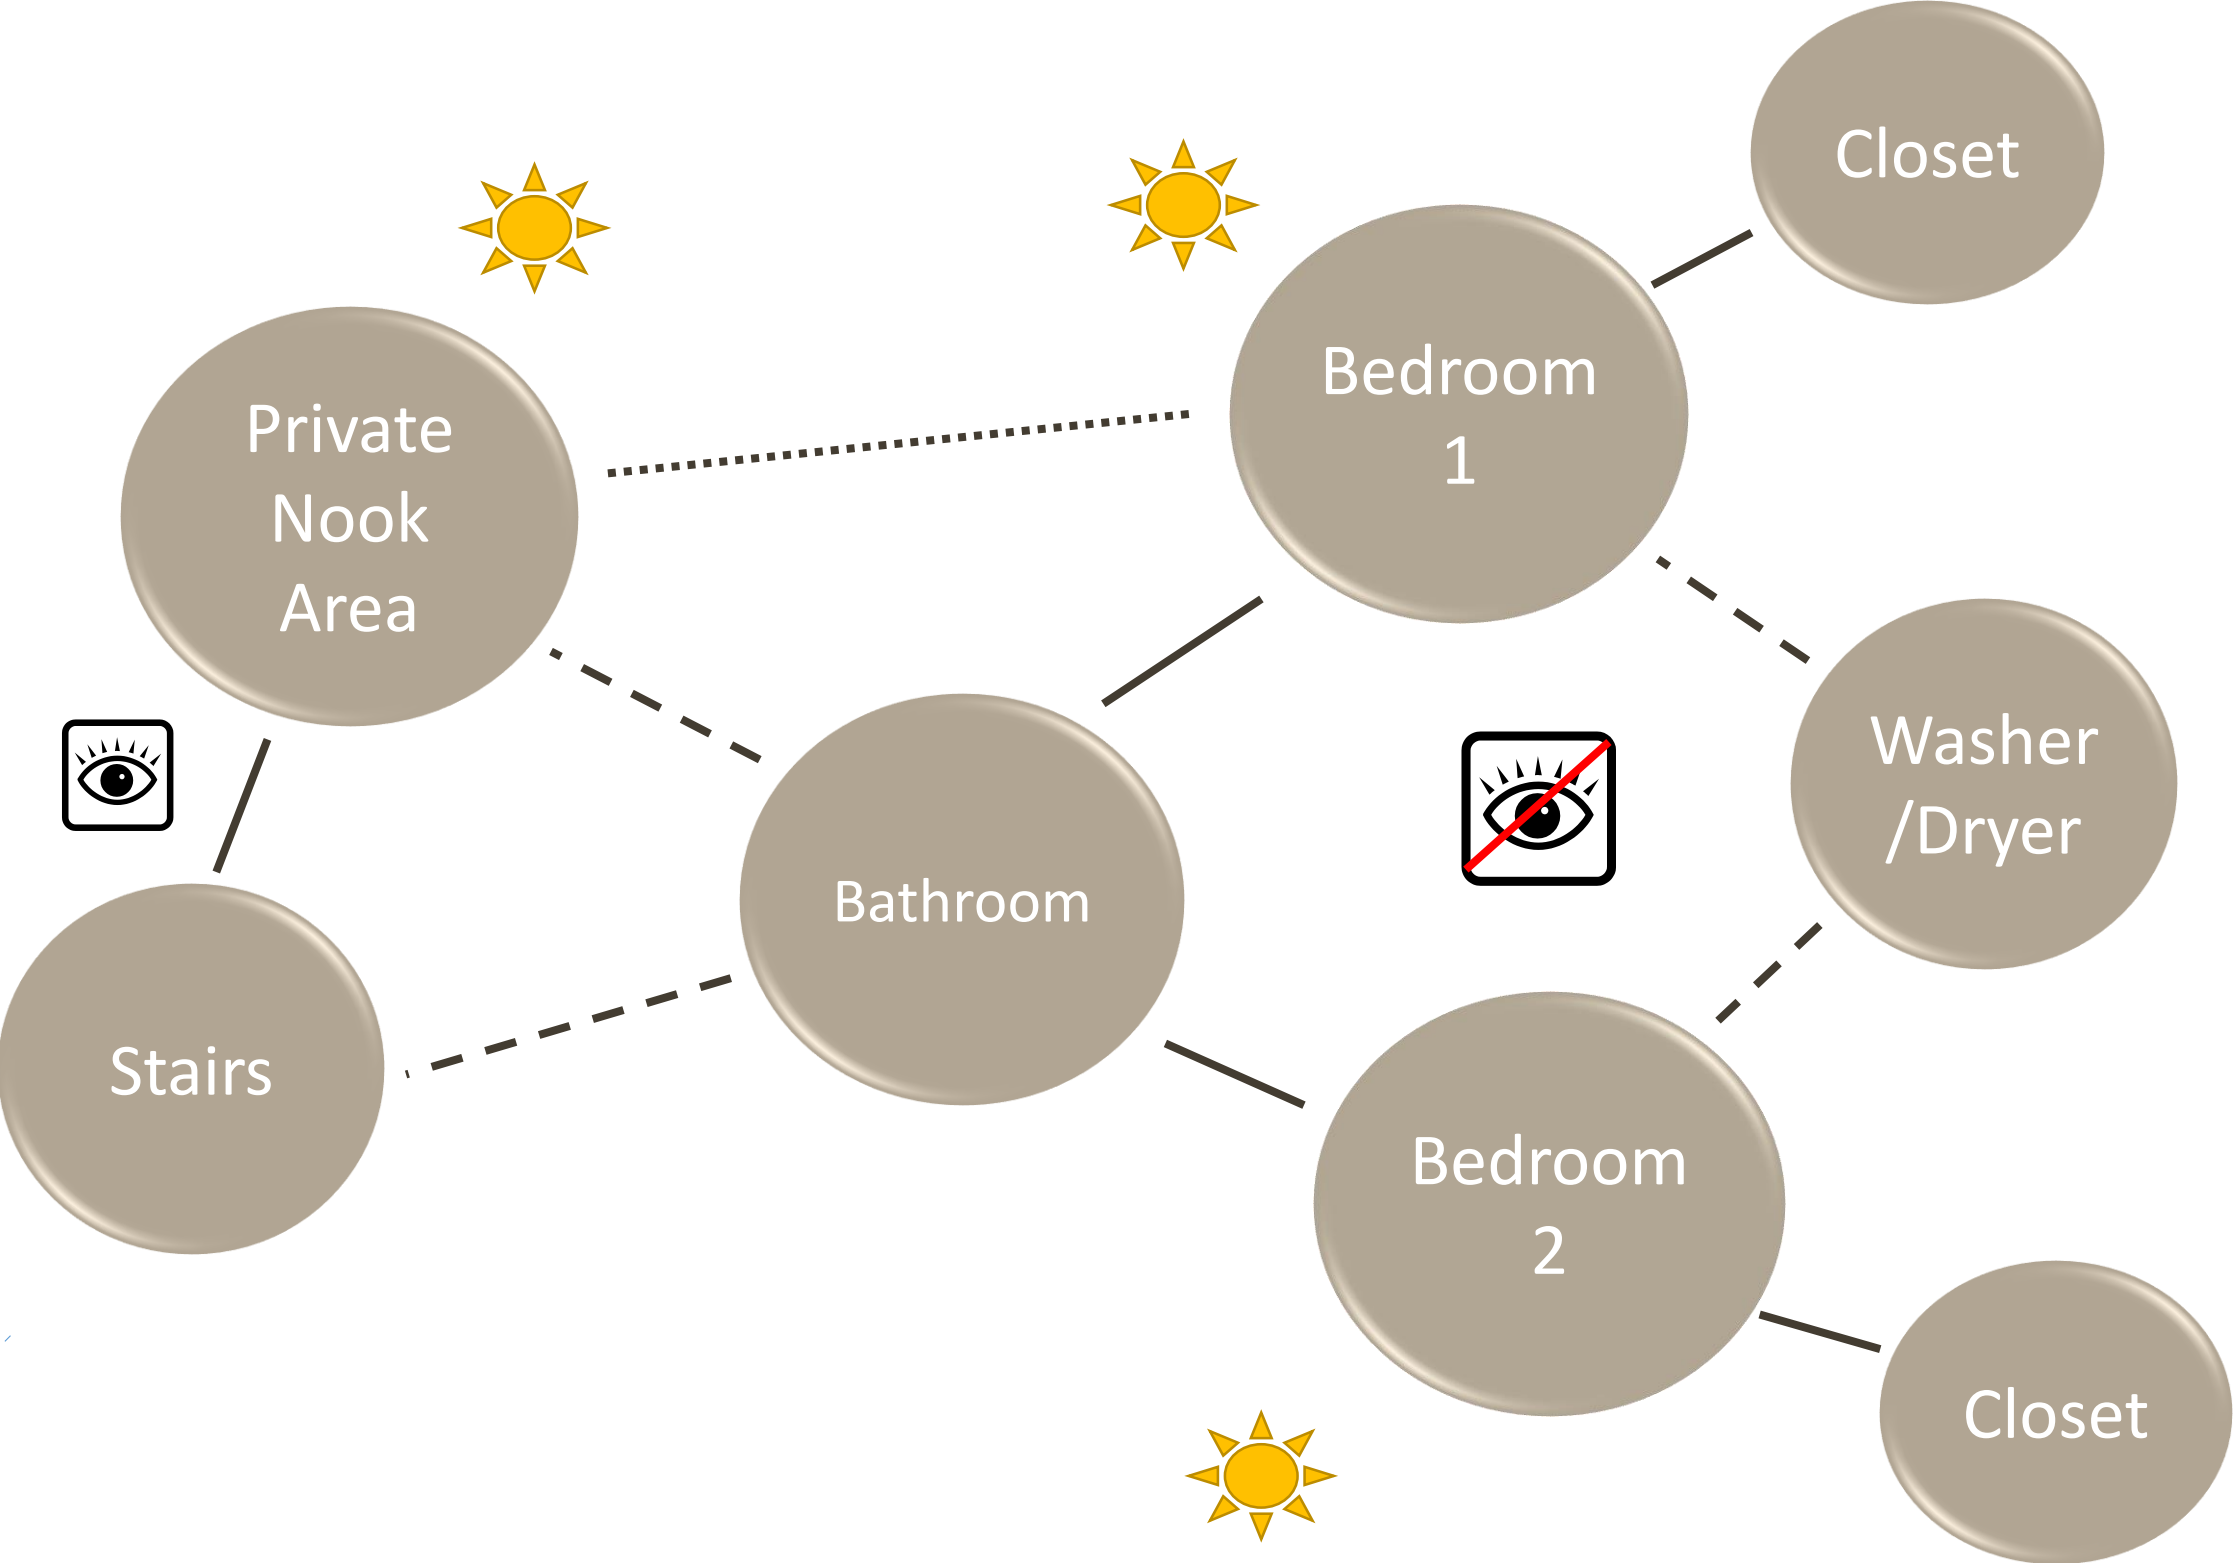 Closet
Bedroom
1
Private
Nook
Area
Washer
/Dryer
Bathroom
Stairs
Bedroom
2
Closet